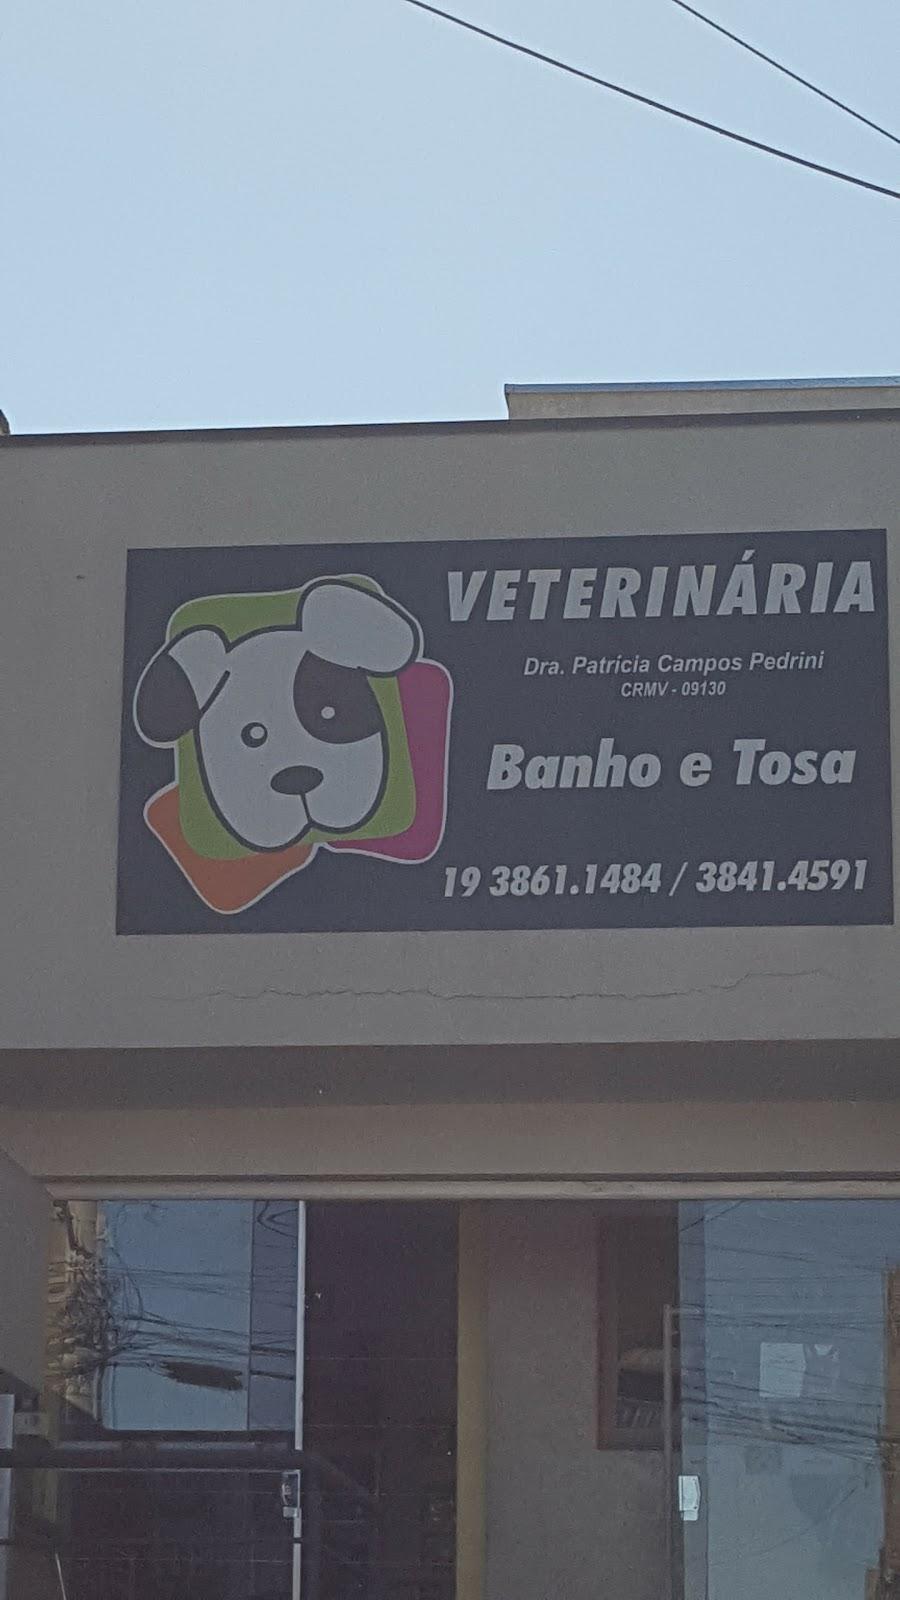 VETERINÁRIA
Dra. Patrícia Campos Pedrini
CRMV - 09130
Banho e Tosa
19 3861.1484 / 3841.4591